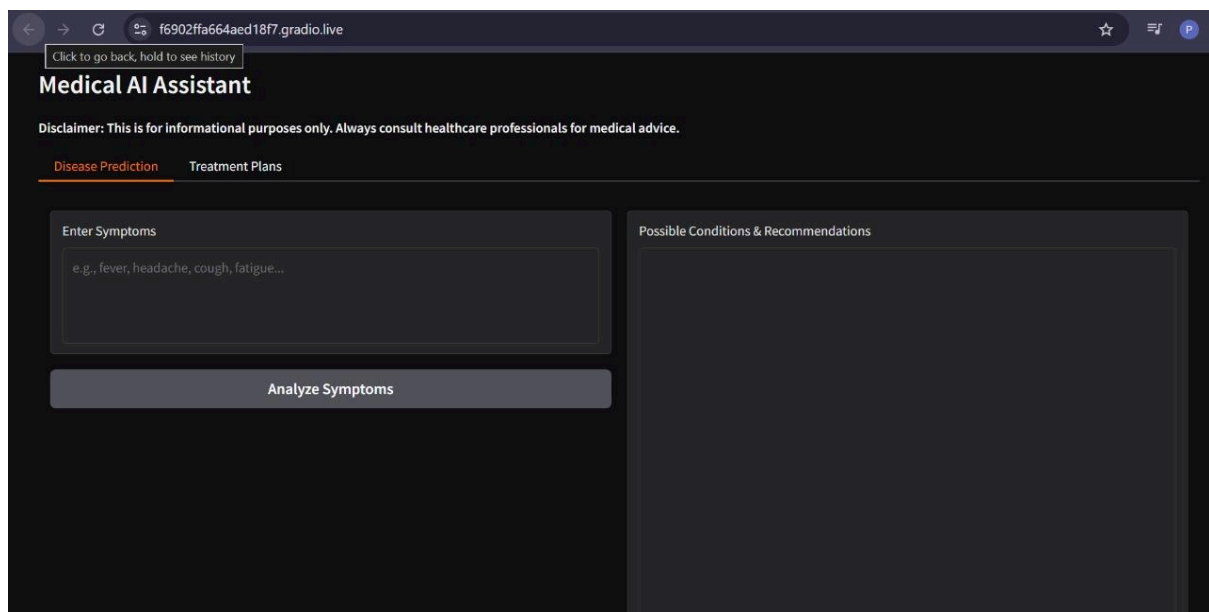 f6902ffa664aed18f7.gradio.live
P
Click to go back, hold to see history
Medical AI Assistant
Disclaimer: This is for informational purposes only. Always consult healthcare professionals for medical advice.
Disease Prediction Treatment Plans
Enter Symptoms
e.g., fever, headache, cough, fatigue...
Analyze Symptoms
Possible Conditions & Recommendations